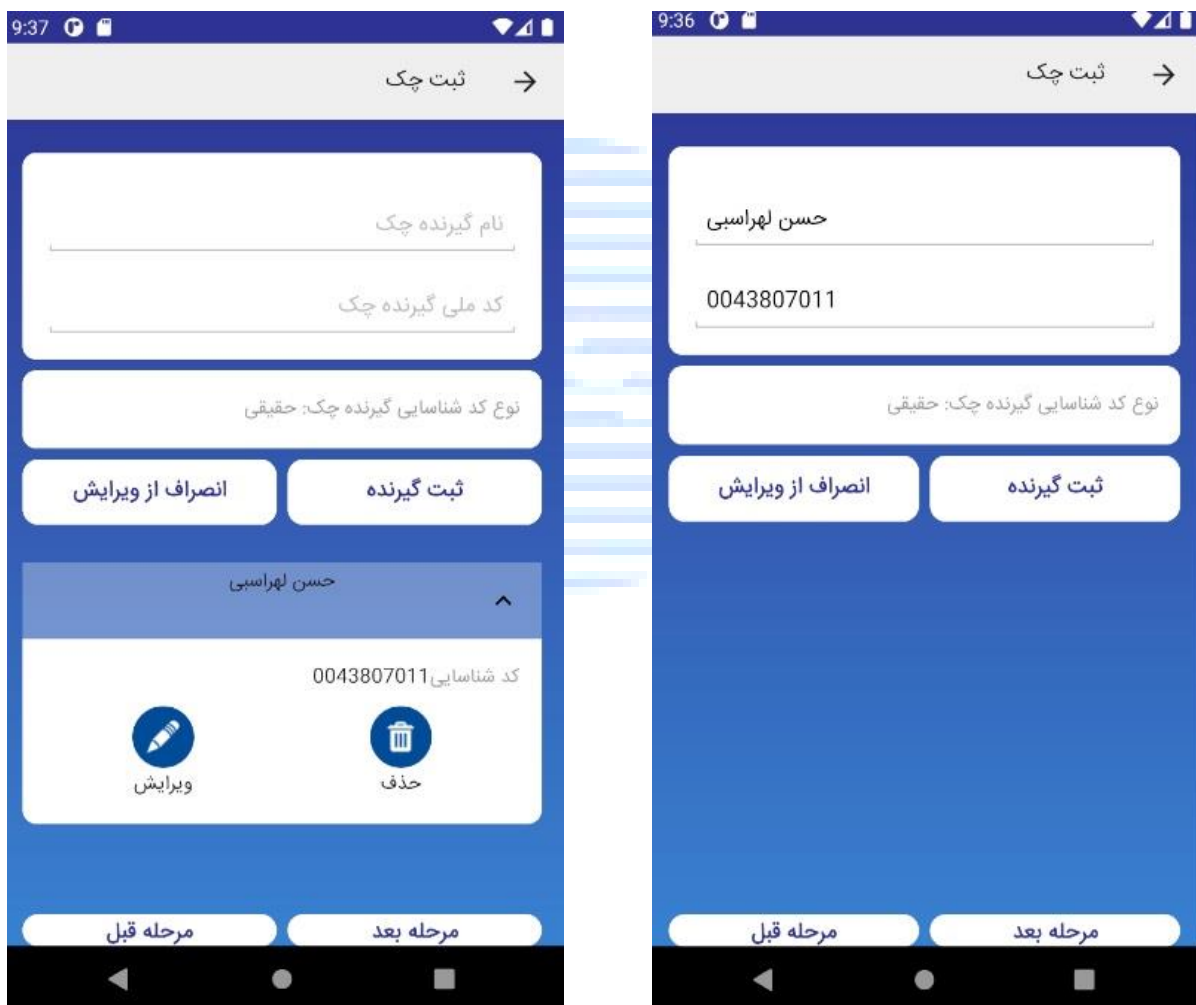 9:36
ثبت چک
حسن لهراسبی
0043807011
نوع کد شناسایی گیرنده چک: حقیقی
ثبت گیرنده
انصراف از ویرایش
مرحله بعد
مرحله قبل
9:37
ثبت چک
نام گیرنده چک
کد ملی گیرنده چک
نوع کد شناسایی گیرنده چک: حقیقی
ثبت گیرنده
انصراف از ویرایش
حسن لهراسبی
کد شناسایی0043807011
حذف
ویرایش
مرحله بعد
مرحله قبل